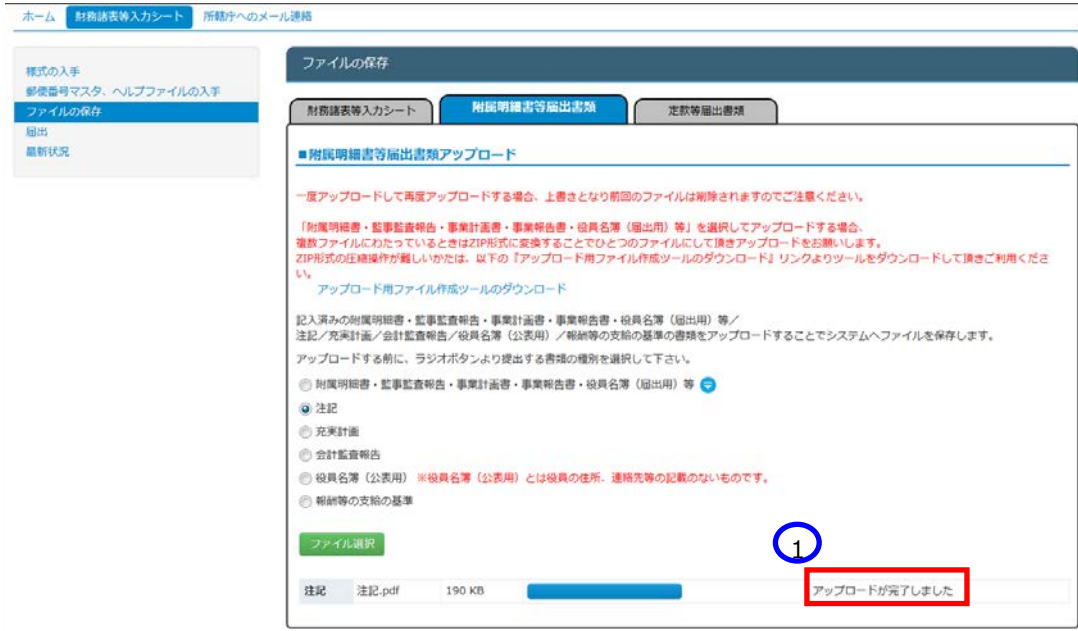 ホーム 財務諸表等入力シート 所轄庁へのメール連絡
様式の入手
郵便番号マスタ、ヘルプファイルの入手
ファイルの保存
届出
最新状況
ファイルの保存
財務諸表等入力シート 附属明細書等届出書類 定款等届出書類
■附属明細書等届出書類アップロード
一度アップロードして再度アップロードする場合、上書きとなり前回のファイルは削除されますのでご注意ください。
「附属明細書・監事監査報告・事業計画書・事業報告書・役員名簿（届出用）等」を選択してアップロードする場合、
複数ファイルにわたっているときはZIP形式に変換することでひとつのファイルにして頂きアップロードをお願いします。
ZIP形式の圧縮操作が難しいかたは、以下の『アップロード用ファイル作成ツールのダウンロード』リンクよりツールをダウンロードして頂きご利用くださ
い。
アップロード用ファイル作成ツールのダウンロード
記入済みの附属明細書・監事監査報告・事業計画書・事業報告書・役員名簿（届出用）等／
注記／充実計画／会計監査報告／役員名簿（公表用）／報酬等の支給の基準の書類をアップロードすることでシステムへファイルを保存します。
アップロードする前に、ラジオボタンより提出する書類の種別を選択して下さい。
附属明細書・監事監査報告・事業計画書・事業報告書・役員名簿（届出用）等
注記
充実計画
会計監査報告
役員名簿（公表用） ※役員名簿（公表用）とは役員の住所、連絡先等の記載のないものです。
報酬等の支給の基準
ファイル選択
1
注記 注記.pdf 190 KB アップロードが完了しました